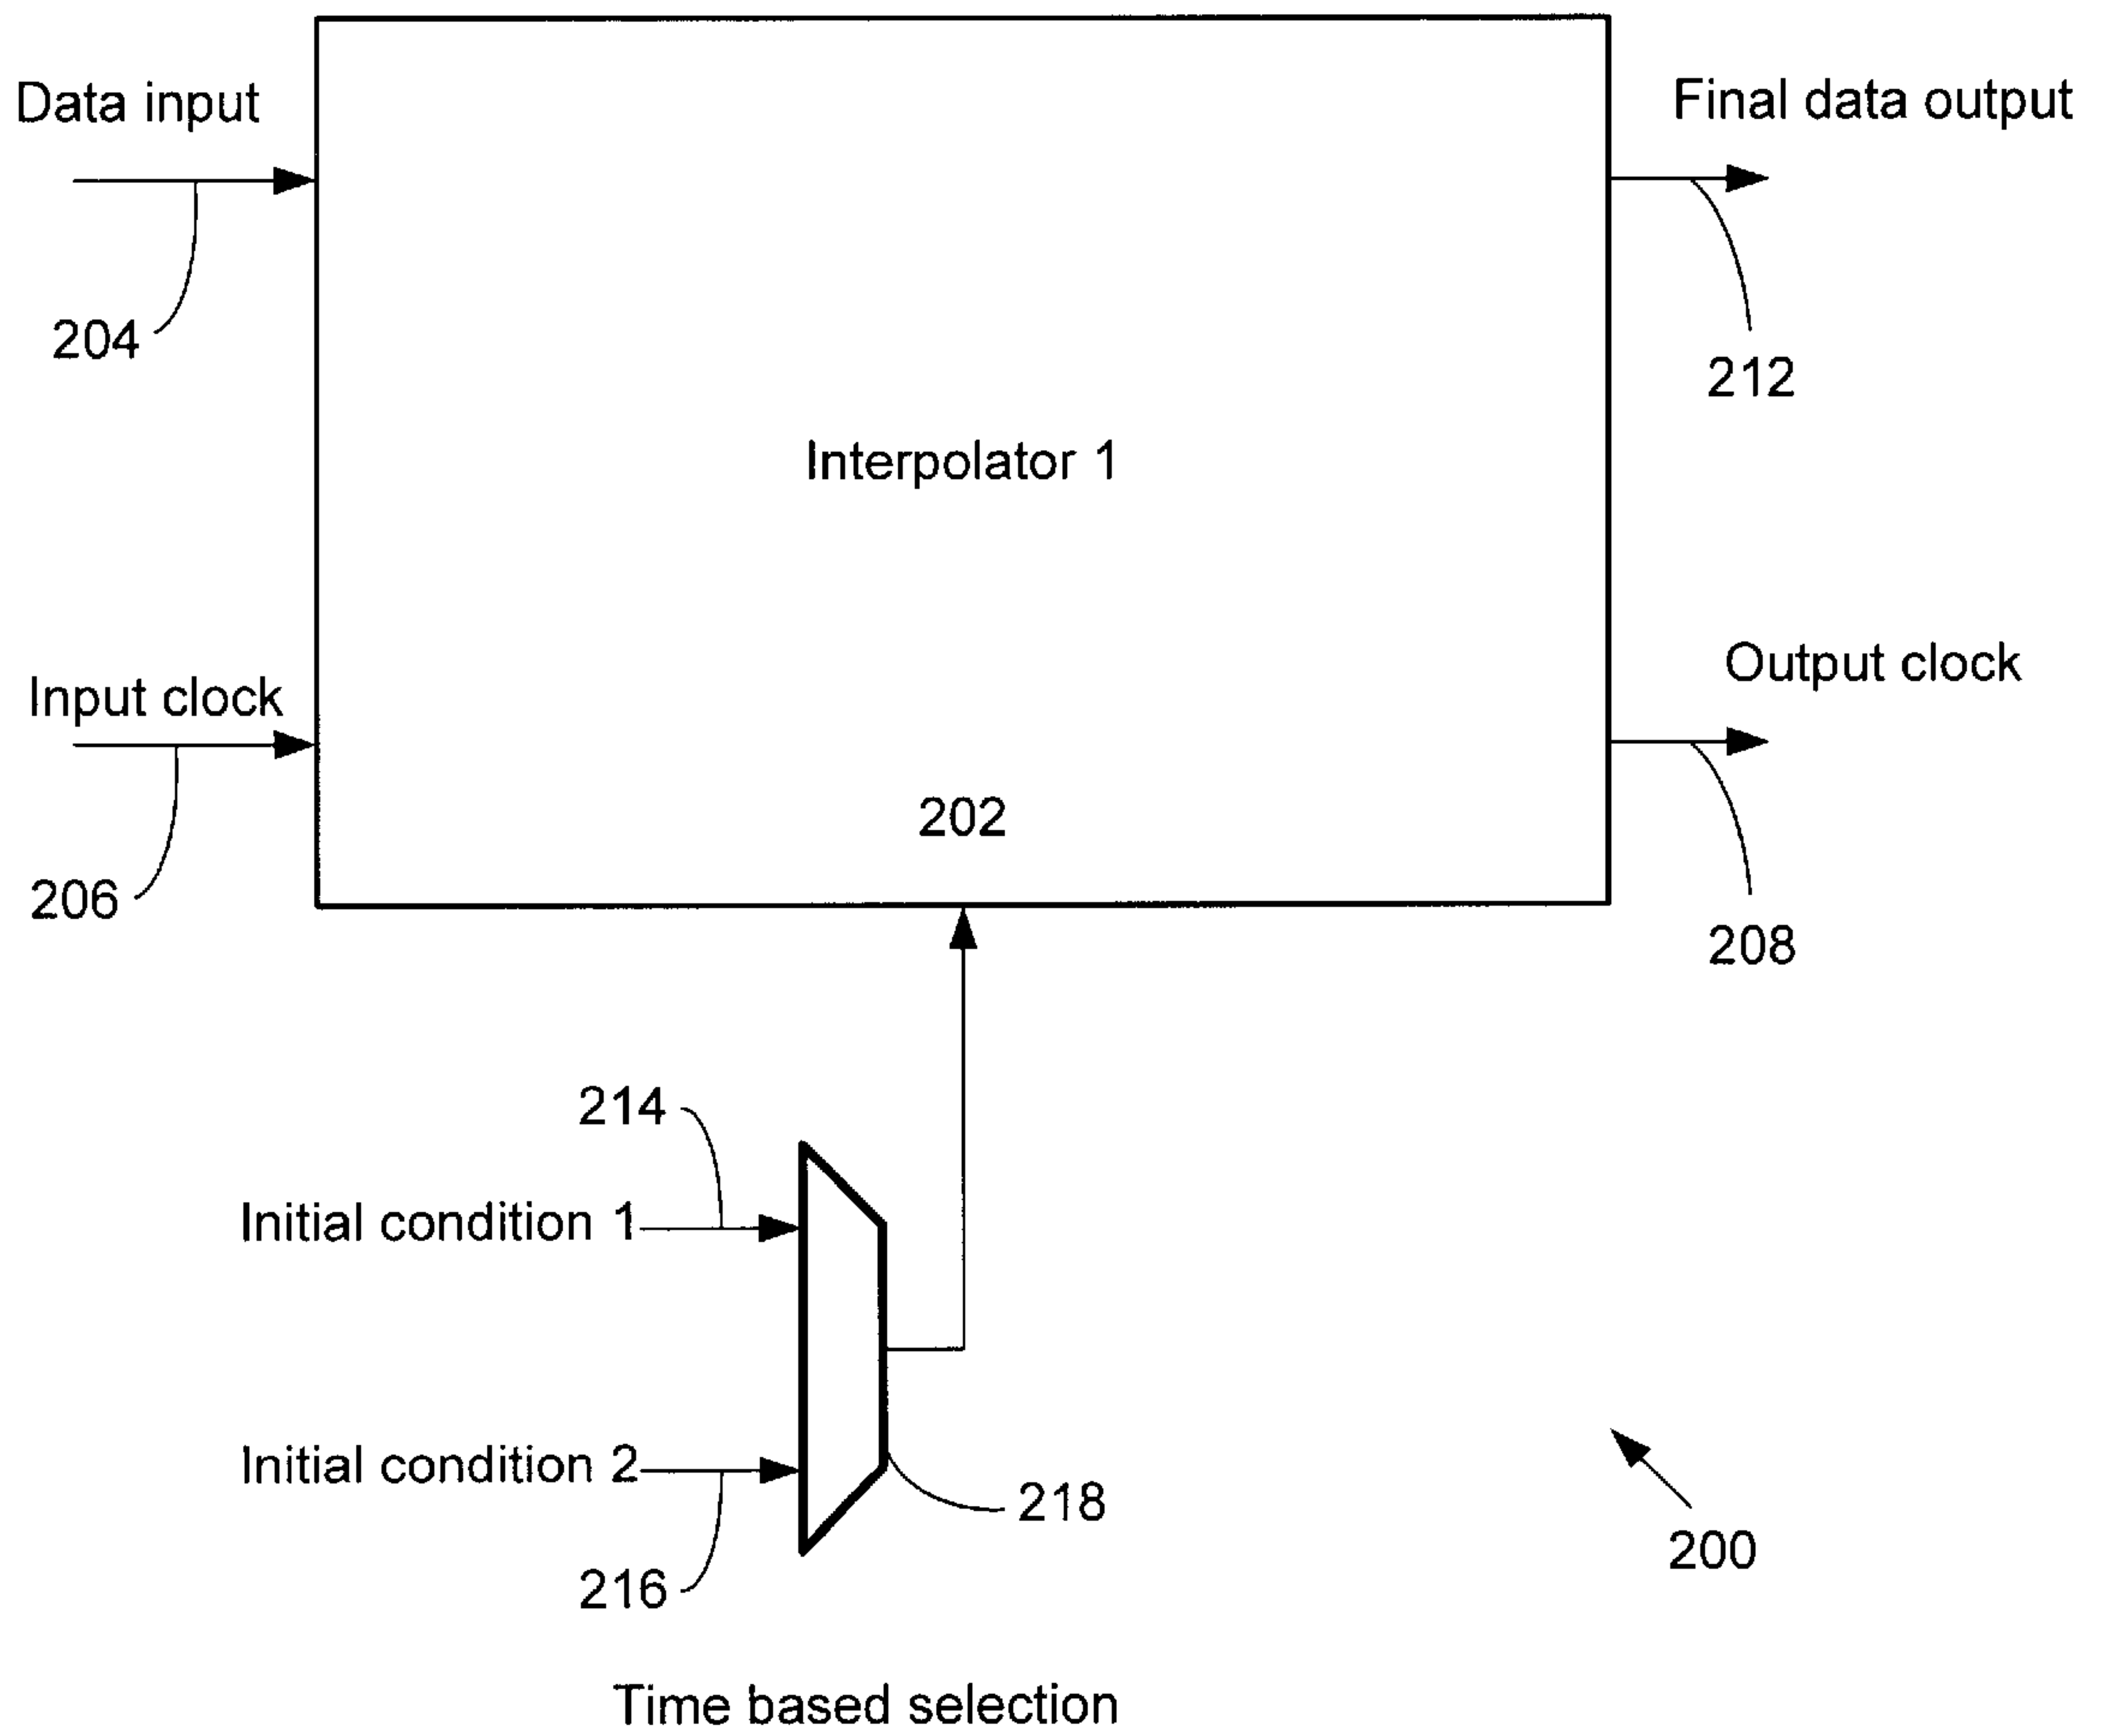 Data input
Final data output
204
212
Interpolator 1
Input clock
Output clock
202
206
208
214
Initial condition 1
Initial condition 2
218
200
216
Time based selection